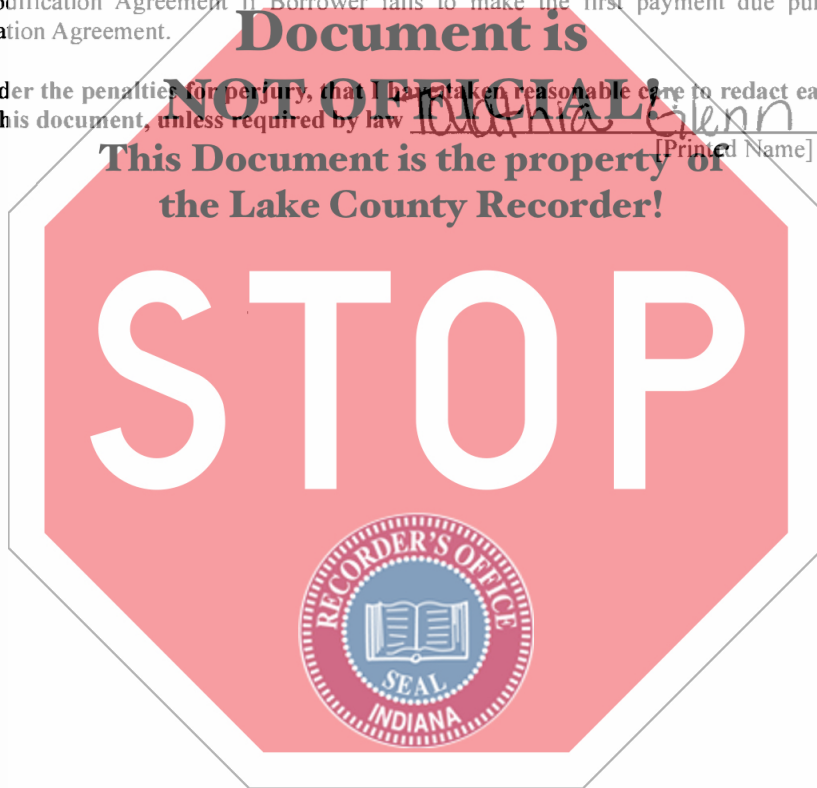 odification Agreement if Borrower fails to make the first payment due pur
ation Agreement.
Document is
der the penalties for perjury, that I have taken reasonable care to redact ea
NOT OFFICIAL!
his document, unless required by law Glenn
[Printed Name]
This Document is the property of
the Lake County Recorder!
STOP
RECORDER'S OFFICE
SEAL
INDIANA